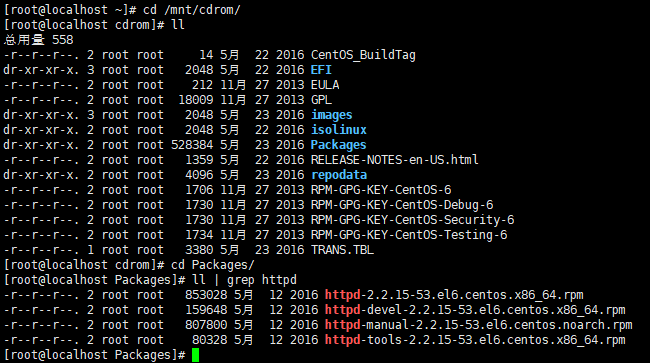 [root@localhost ~]# cd /mnt/cdrom/
[root@localhost cdrom]# ll
总用量 558
-r--r--r--. 2 root root     14 5月  22 2016 CentOS_BuildTag
dr-xr-xr-x. 3 root root   2048 5月  22 2016 EFI
-r--r--r--. 2 root root    212 11月 27 2013 EULA
-r--r--r--. 2 root root  18009 11月 27 2013 GPL
dr-xr-xr-x. 3 root root   2048 5月  23 2016 images
dr-xr-xr-x. 2 root root   2048 5月  22 2016 isolinux
dr-xr-xr-x. 2 root root 528384 5月  23 2016 Packages
-r--r--r--. 2 root root   1359 5月  22 2016 RELEASE-NOTES-en-US.html
dr-xr-xr-x. 2 root root   4096 5月  23 2016 repodata
-r--r--r--. 2 root root   1706 11月 27 2013 RPM-GPG-KEY-CentOS-6
-r--r--r--. 2 root root   1730 11月 27 2013 RPM-GPG-KEY-CentOS-Debug-6
-r--r--r--. 2 root root   1730 11月 27 2013 RPM-GPG-KEY-CentOS-Security-6
-r--r--r--. 2 root root   1734 11月 27 2013 RPM-GPG-KEY-CentOS-Testing-6
-r--r--r--. 1 root root   3380 5月  23 2016 TRANS.TBL
[root@localhost cdrom]# cd Packages/
[root@localhost Packages]# ll | grep httpd
-r--r--r--. 2 root root   853028 5月  12 2016 httpd-2.2.15-53.el6.centos.x86_64.rpm
-r--r--r--. 2 root root   159648 5月  12 2016 httpd-devel-2.2.15-53.el6.centos.x86_64.rpm
-r--r--r--. 2 root root   807800 5月  12 2016 httpd-manual-2.2.15-53.el6.centos.noarch.rpm
-r--r--r--. 2 root root    80328 5月  12 2016 httpd-tools-2.2.15-53.el6.centos.x86_64.rpm
[root@localhost Packages]#